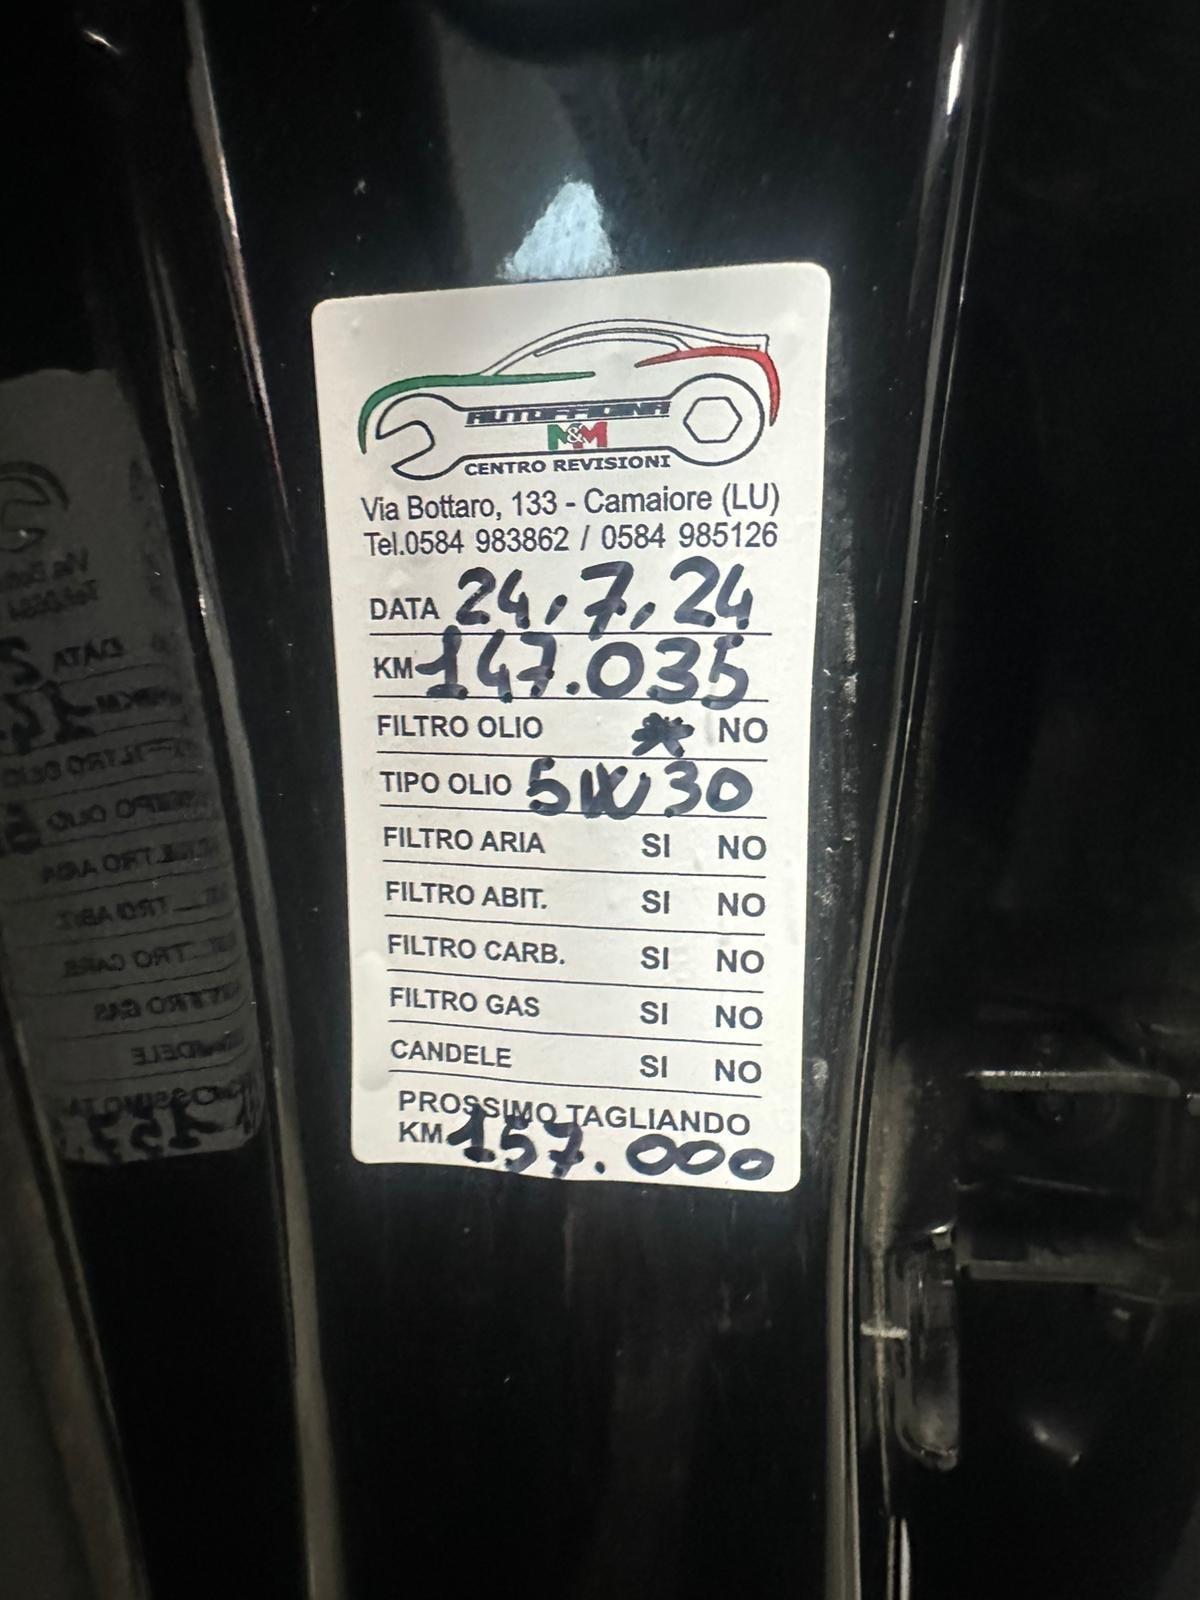 AUTOFFICINA
M&M
CENTRO REVISIONI
Via Bottaro, 133 - Camaiore (LU)
Tel.0584 983862 / 0584 985126
DATA 24,7,24
KM 147.035
FILTRO OLIO NO
TIPO OLIO 5W30
FILTRO ARIA SI NO
FILTRO ABIT. SI NO
FILTRO CARB. SI NO
FILTRO GAS SI NO
CANDELE SI NO
PROSSIMO TAGLIANDO
KM 157.000